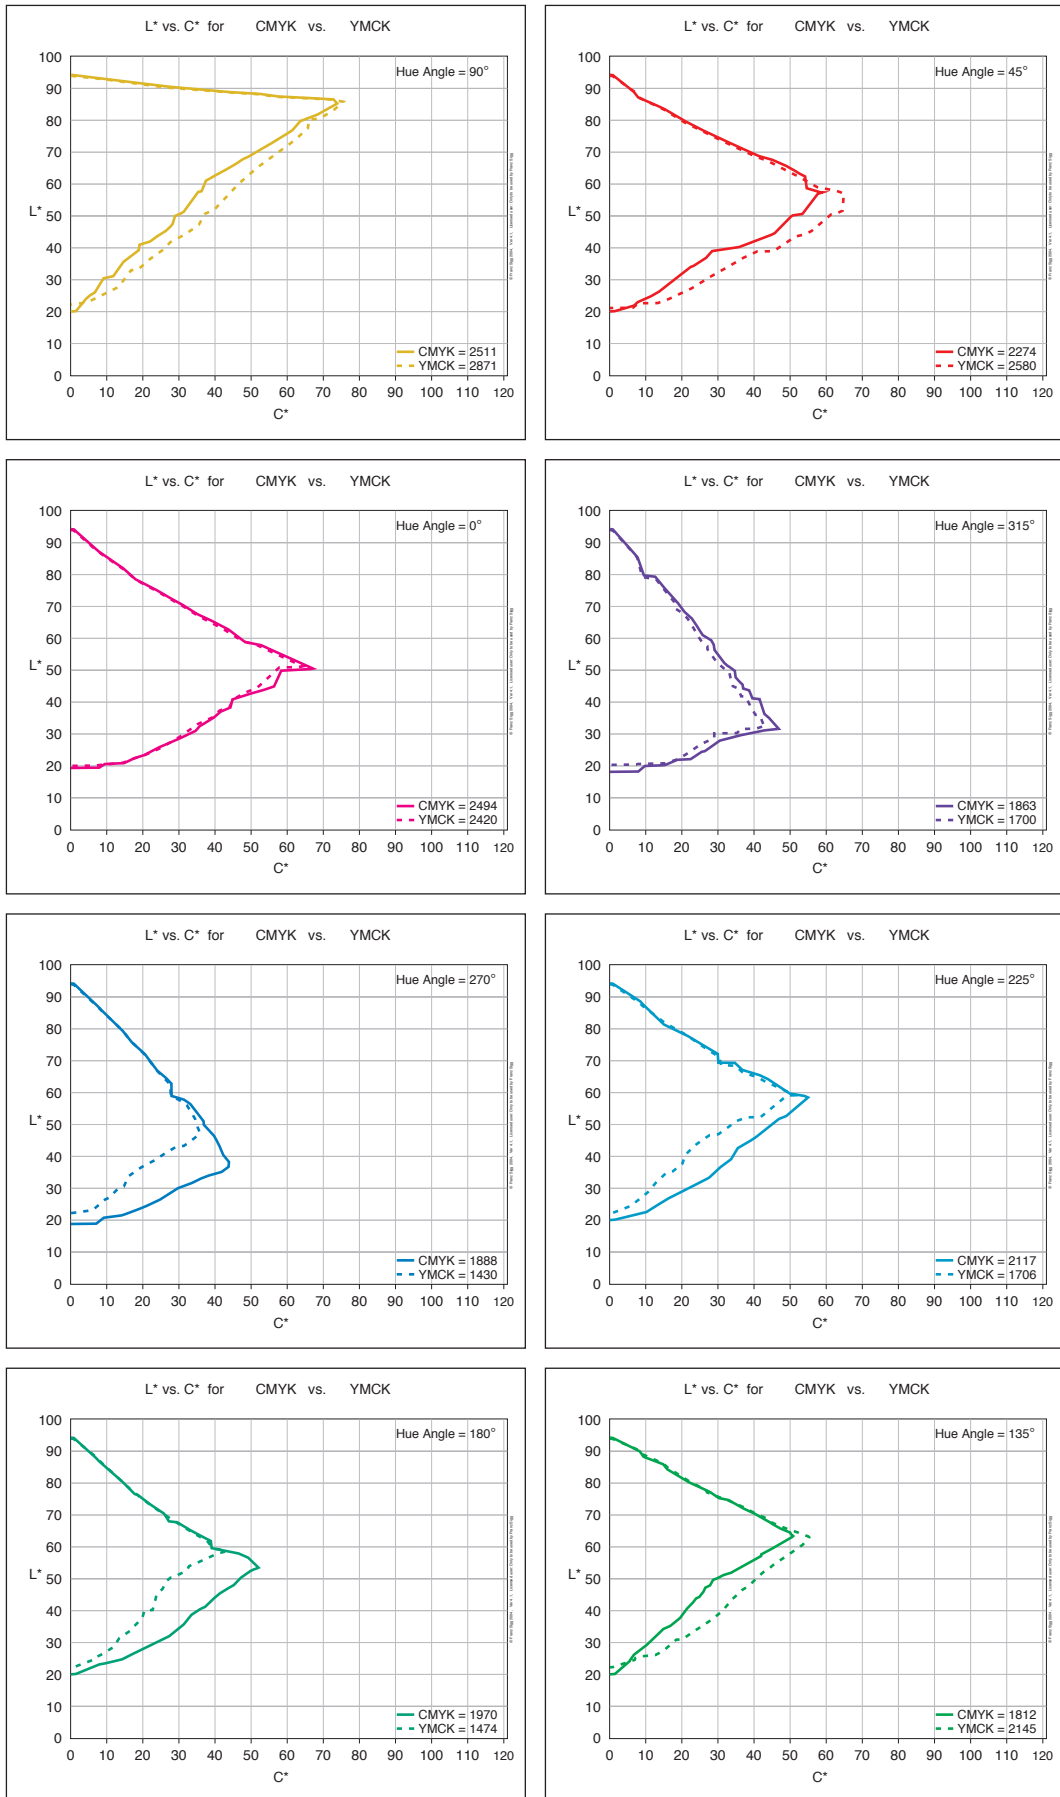 L* vs. C* for CMYK vs. YMCK
Hue Angle = 90°
100
90
80
70
60
50
40
30
20
10
0
L*
CMYK = 2511
YMCK = 2871
0 10 20 30 40 50 60 70 80 90 100 110 120
C*
L* vs. C* for CMYK vs. YMCK
Hue Angle = 45°
100
90
80
70
60
50
40
30
20
10
0
L*
CMYK = 2274
YMCK = 2580
0 10 20 30 40 50 60 70 80 90 100 110 120
C*
L* vs. C* for CMYK vs. YMCK
Hue Angle = 0°
100
90
80
70
60
50
40
30
20
10
0
L*
CMYK = 2494
YMCK = 2420
0 10 20 30 40 50 60 70 80 90 100 110 120
C*
L* vs. C* for CMYK vs. YMCK
Hue Angle = 315°
100
90
80
70
60
50
40
30
20
10
0
L*
CMYK = 1863
YMCK = 1700
0 10 20 30 40 50 60 70 80 90 100 110 120
C*
L* vs. C* for CMYK vs. YMCK
Hue Angle = 270°
100
90
80
70
60
50
40
30
20
10
0
L*
CMYK = 1888
YMCK = 1430
0 10 20 30 40 50 60 70 80 90 100 110 120
C*
L* vs. C* for CMYK vs. YMCK
Hue Angle = 225°
100
90
80
70
60
50
40
30
20
10
0
L*
CMYK = 2117
YMCK = 1706
0 10 20 30 40 50 60 70 80 90 100 110 120
C*
L* vs. C* for CMYK vs. YMCK
Hue Angle = 180°
100
90
80
70
60
50
40
30
20
10
0
L*
CMYK = 1970
YMCK = 1474
0 10 20 30 40 50 60 70 80 90 100 110 120
C*
L* vs. C* for CMYK vs. YMCK
Hue Angle = 135°
100
90
80
70
60
50
40
30
20
10
0
L*
CMYK = 1812
YMCK = 2145
0 10 20 30 40 50 60 70 80 90 100 110 120
C*